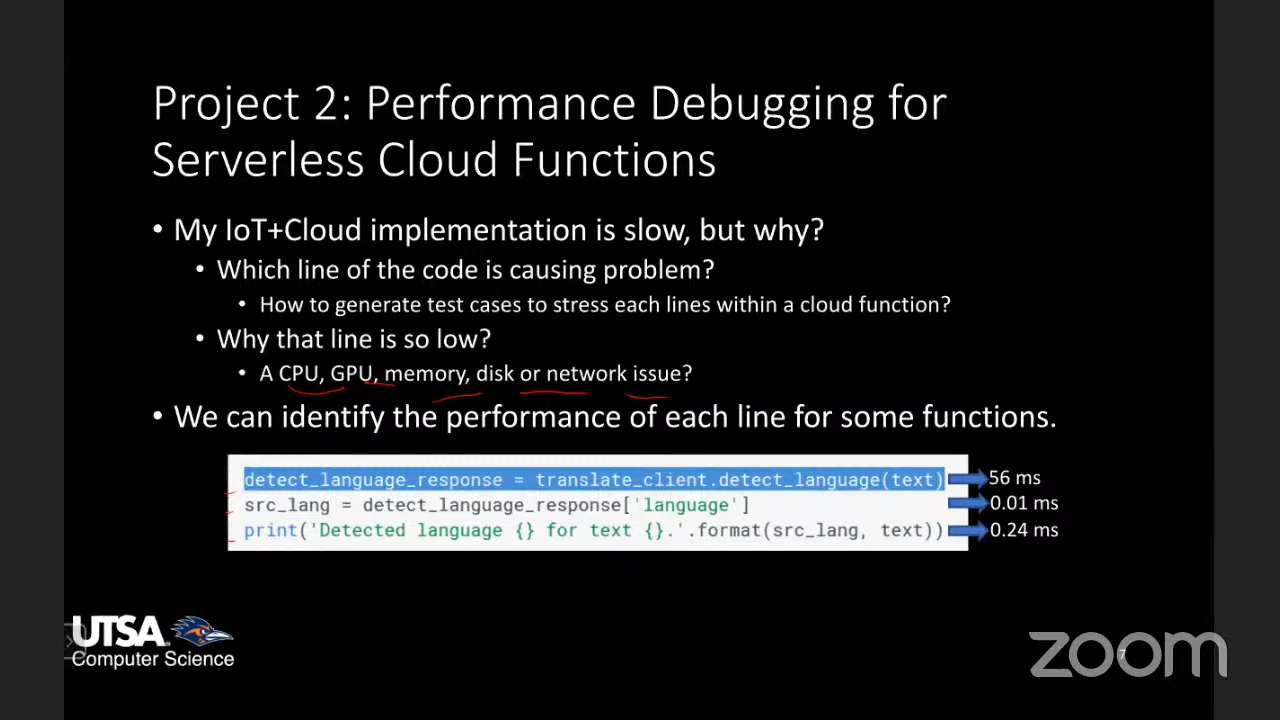 Project 2: Performance Debugging for
Serverless Cloud Functions
• My IoT+Cloud implementation is slow, but why?
• Which line of the code is causing problem?
• How to generate test cases to stress each lines within a cloud function?
• Why that line is so low?
• A CPU, GPU, memory, disk or network issue?
• We can identify the performance of each line for some functions.
detect_language_response = translate_client.detect_language(text) 56 ms
src_lang = detect_language_response['language'] 0.01 ms
print('Detected language {} for text {}.'.format(src_lang, text)) 0.24 ms
UTSA.
Computer Science
7
zoom